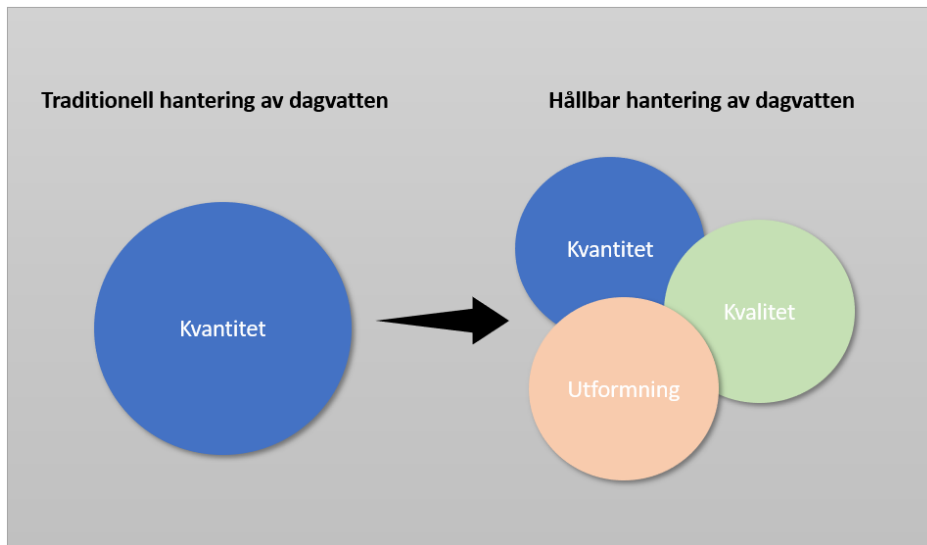 Traditionell hantering av dagvatten
Kvantitet
Hållbar hantering av dagvatten
Kvantitet
Kvalitet
Utformning